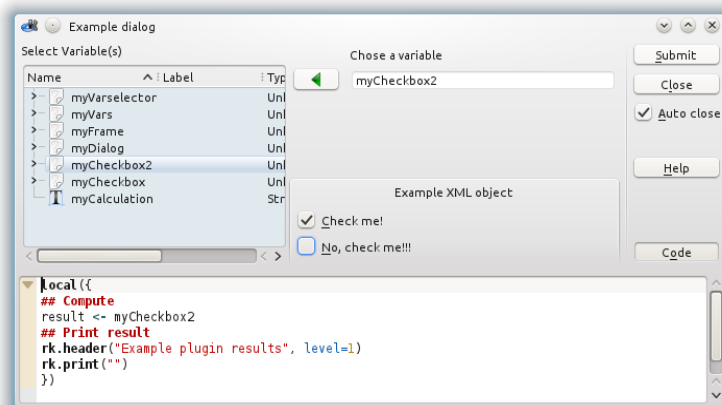 Example dialog
Select Variable(s)
Name Label Typ
myVarselector Unl
myVars Unl
myFrame Unl
myDialog Unl
myCheckbox2 Unl
myCheckbox Unl
myCalculation Str
Chose a variable
myCheckbox2
Example XML object
Check me!
No, check me!!!
Submit
Close
Auto close
Help
Code
local({
## Compute
result <- myCheckbox2
## Print result
rk.header("Example plugin results", level=1)
rk.print("")
})